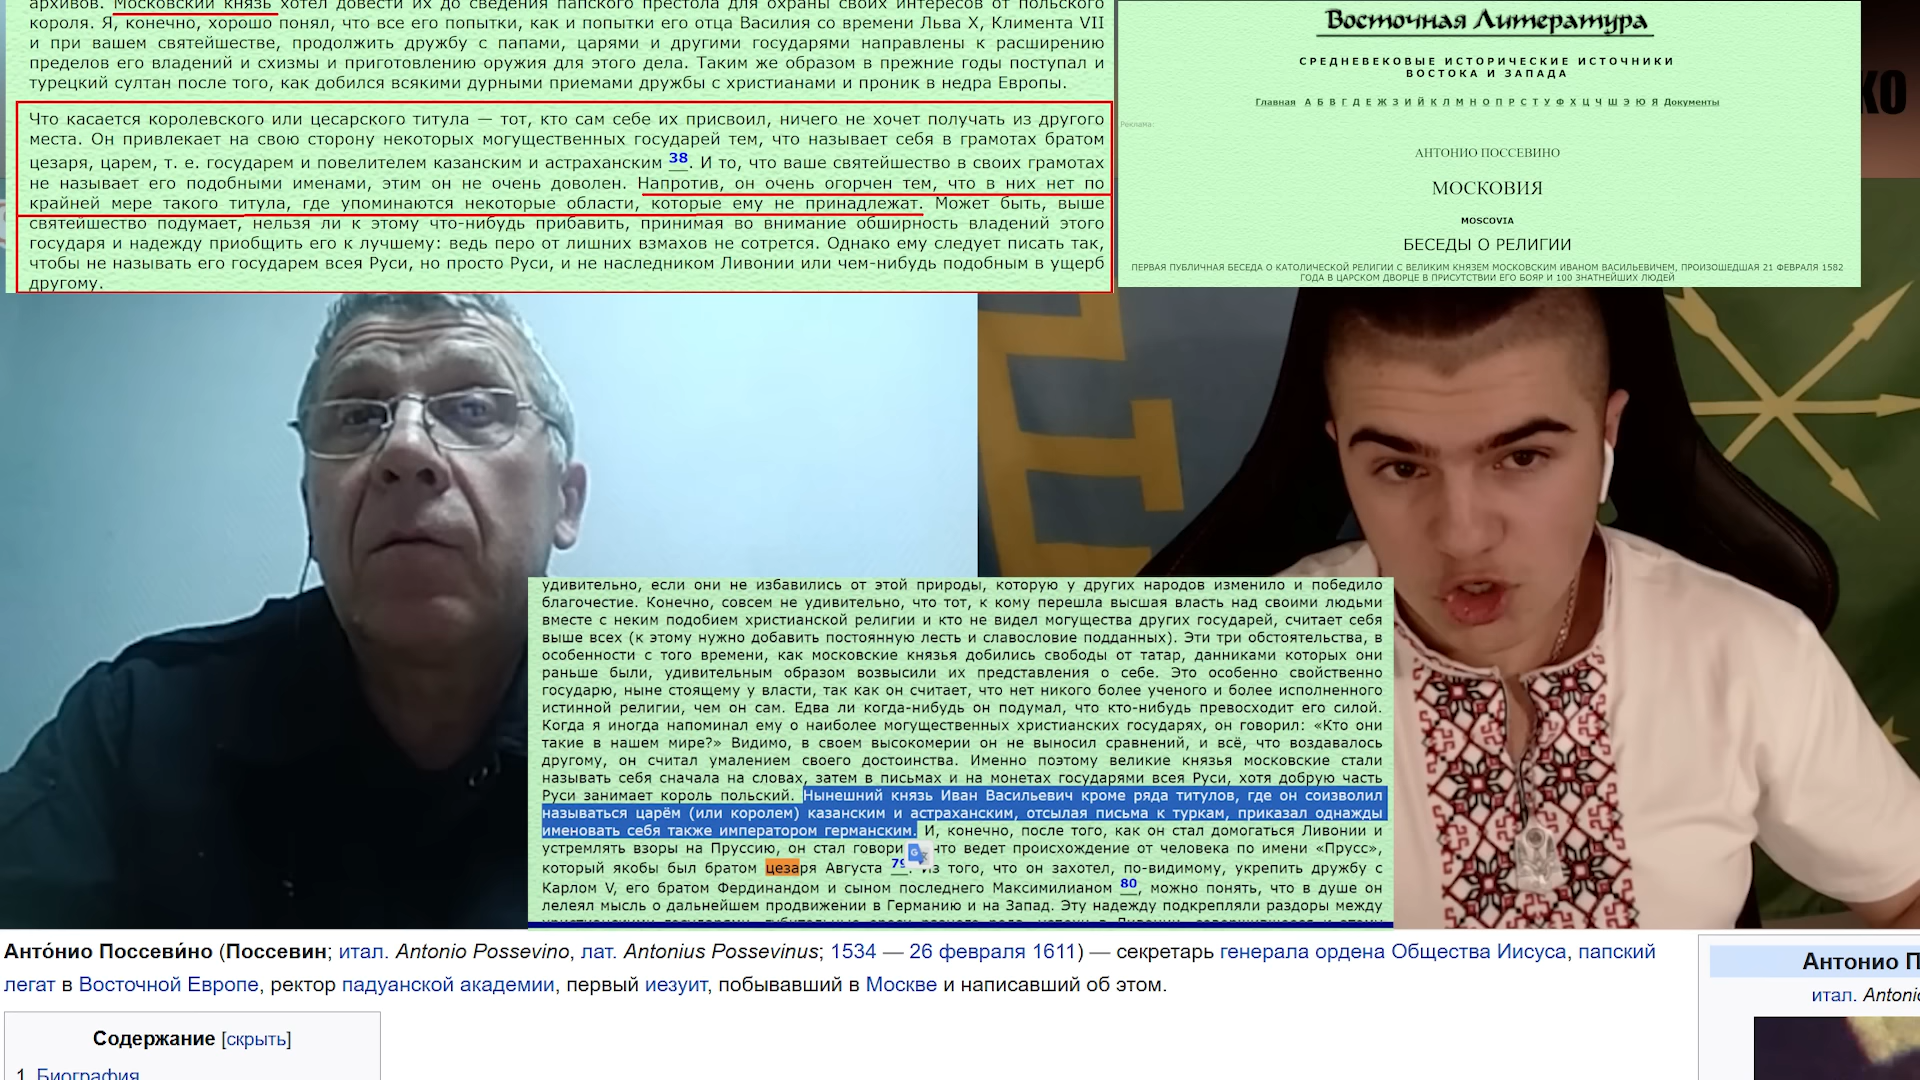 архивов. Московский князь хотел довести их до сведения папского престола для охраны своих интересов от польского
короля. Я, конечно, хорошо понял, что все его попытки, как и попытки его отца Василия со времени Льва X, Климента VII
и при вашем святейшестве, продолжить дружбу с папами, царями и другими государями направлены к расширению
пределов его владений и схизмы и приготовлению оружия для этого дела. Таким же образом в прежние годы поступал и
турецкий султан после того, как добился всякими дурными приемами дружбы с христианами и проник в недра Европы.
Что касается королевского или цесарского титула — тот, кто сам себе их присвоил, ничего не хочет получать из другого
места. Он привлекает на свою сторону некоторых могущественных государей тем, что называет себя в грамотах братом
цезаря, царем, т. е. государем и повелителем казанским и астраханским 38. И то, что ваше святейшество в своих грамотах
не называет его подобными именами, этим он не очень доволен. Напротив, он очень огорчен тем, что в них нет по
крайней мере такого титула, где упоминаются некоторые области, которые ему не принадлежат. Может быть, выше
святейшество подумает, нельзя ли к этому что-нибудь прибавить, принимая во внимание обширность владений этого
государя и надежду приобщить его к лучшему: ведь перо от лишних взмахов не сотрется. Однако ему следует писать так,
чтобы не называть его государем всея Руси, но просто Руси, и не наследником Ливонии или чем-нибудь подобным в ущерб
другому.
Восточная Литература
СРЕДНЕВЕКОВЫЕ ИСТОРИЧЕСКИЕ ИСТОЧНИКИ
ВОСТОКА И ЗАПАДА
Главная А Б В Г Д Е Ж З И Й К Л М Н О П Р С Т У Ф Х Ц Ч Ш Э Ю Я Документы
Реклама:
АНТОНИО ПОССЕВИНО
МОСКОВИЯ
MOSCOVIA
БЕСЕДЫ О РЕЛИГИИ
ПЕРВАЯ ПУБЛИЧНАЯ БЕСЕДА О КАТОЛИЧЕСКОЙ РЕЛИГИИ С ВЕЛИКИМ КНЯЗЕМ МОСКОВСКИМ ИВАНОМ ВАСИЛЬЕВИЧЕМ, ПРОИЗОШЕДШАЯ 21 ФЕВРАЛЯ 1582
ГОДА В ЦАРСКОМ ДВОРЦЕ В ПРИСУТСТВИИ ЕГО БОЯР И 100 ЗНАТНЕЙШИХ ЛЮДЕЙ
КО
удивительно, если они не избавились от этой природы, которую у других народов изменило и победило
благочестие. Конечно, совсем не удивительно, что тот, к кому перешла высшая власть над своими людьми
вместе с неким подобием христианской религии и кто не видел могущества других государей, считает себя
выше всех (к этому нужно добавить постоянную лесть и славословие подданных). Эти три обстоятельства, в
особенности с того времени, как московские князья добились свободы от татар, данниками которых они
раньше были, удивительным образом возвысили их представления о себе. Это особенно свойственно
государю, ныне стоящему у власти, так как он считает, что нет никого более ученого и более исполненного
истинной религии, чем он сам. Едва ли когда-нибудь он подумал, что кто-нибудь превосходит его силой.
Когда я иногда напоминал ему о наиболее могущественных христианских государях, он говорил: «Кто они
такие в нашем мире?» Видимо, в своем высокомерии он не выносил сравнений, и всё, что воздавалось
другому, он считал умалением своего достоинства. Именно поэтому великие князья московские стали
называть себя сначала на словах, затем в письмах и на монетах государями всея Руси, хотя добрую часть
Руси занимает король польский. Нынешний князь Иван Васильевич кроме ряда титулов, где он соизволил
называться царём (или королем) казанским и астраханским, отсылая письма к туркам, приказал однажды
именовать себя также императором германским. И, конечно, после того, как он стал домогаться Ливонии и
устремлять взоры на Пруссию, он стал говори что ведет происхождение от человека по имени «Прусс»,
который якобы был братом цезаря Августа 79. Из того, что он захотел, по-видимому, укрепить дружбу с
Карлом V, его братом Фердинандом и сыном последнего Максимилианом 80, можно понять, что в душе он
лелеял мысль о дальнейшем продвижении в Германию и на Запад. Эту надежду подкрепляли раздоры между
Анто́нио Поссеви́но (Поссевин; итал. Antonio Possevino, лат. Antonius Possevinus; 1534 — 26 февраля 1611) — секретарь генерала ордена Общества Иисуса, папский
легат в Восточной Европе, ректор падуанской академии, первый иезуит, побывавший в Москве и написавший об этом.
Антонио П
итал. Antonio
Содержание [скрыть]
1 Биография